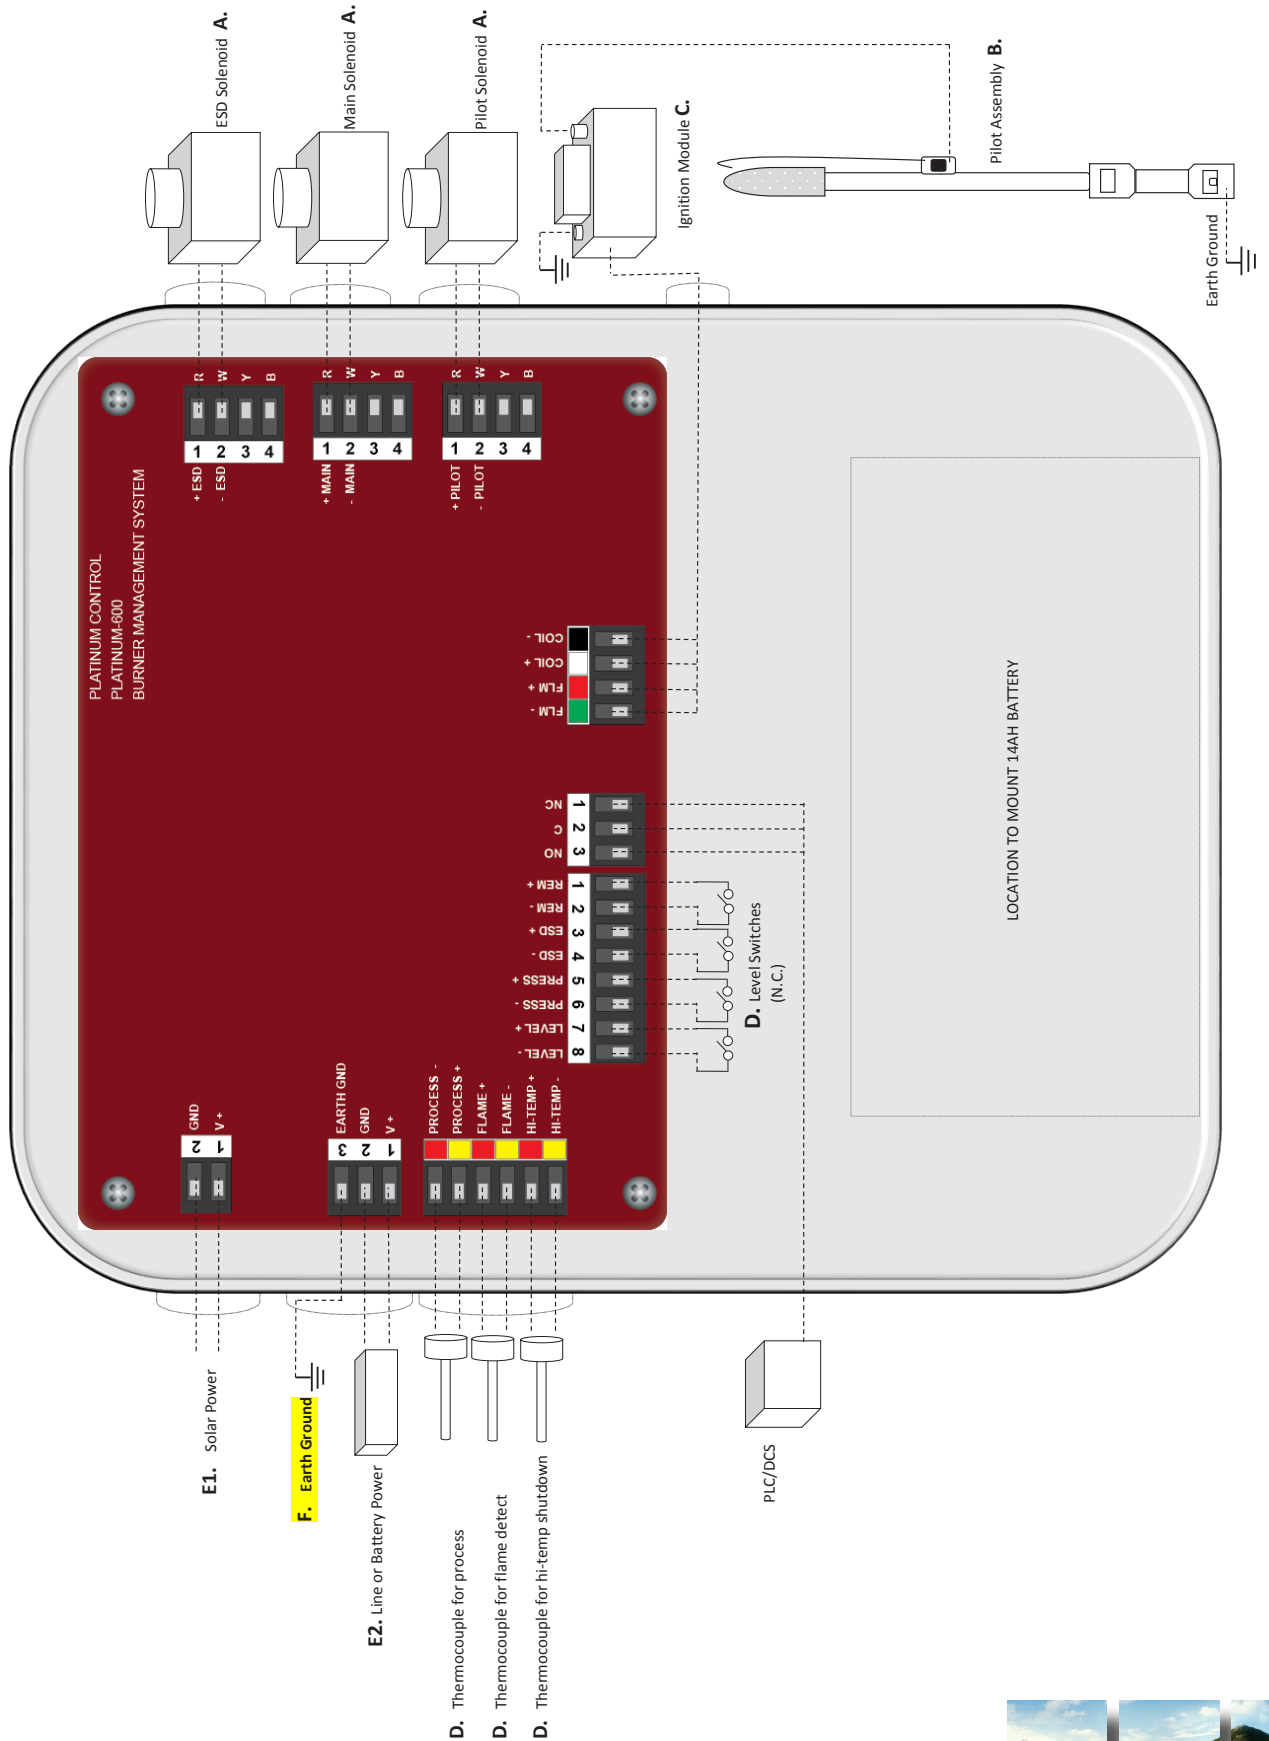 ESD Solenoid A.
Main Solenoid A.
Pilot Solenoid A.
Ignition Module C.
Pilot Assembly B.
Earth Ground
PLATINUM CONTROL
PLATINUM-600
BURNER MANAGEMENT SYSTEM
+ ESD 1 R
- ESD 2 W
3 Y
4 B
+ MAIN 1 R
- MAIN 2 W
3 Y
4 B
+ PILOT 1 R
- PILOT 2 W
3 Y
4 B
COIL -
COIL +
FLM +
FLM -
NC 1
C 2
NO 3
REM + 1
REM - 2
ESD + 3
ESD - 4
PRESS + 5
PRESS - 6
LEVEL + 7
LEVEL - 8
D. Level Switches
(N.C.)
LOCATION TO MOUNT 14AH BATTERY
2 GND
1 V +
3 EARTH GND
2 GND
1 V +
PROCESS -
PROCESS +
FLAME +
FLAME -
HI-TEMP +
HI-TEMP -
E1. Solar Power
F. Earth Ground
E2. Line or Battery Power
D. Thermocouple for process
D. Thermocouple for flame detect
D. Thermocouple for hi-temp shutdown
PLC/DCS